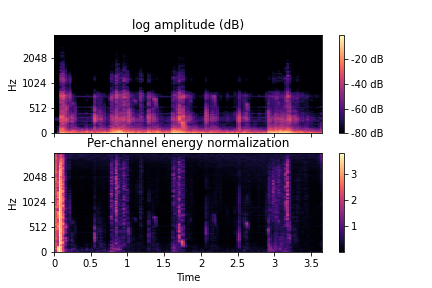 log amplitude (dB)
Hz
2048
1024
512
0
-20 dB
-40 dB
-60 dB
-80 dB
Per-channel energy normalization
Hz
2048
1024
512
0
3
2
1
0 0.5 1 1.5 2 2.5 3 3.5
Time